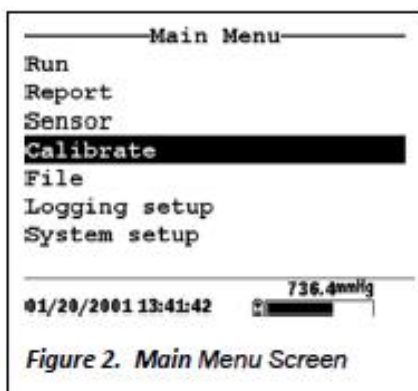 Main Menu
Run
Report
Sensor
Calibrate
File
Logging setup
System setup
736.4mmHg
01/20/2001 13:41:42
Figure 2. Main Menu Screen